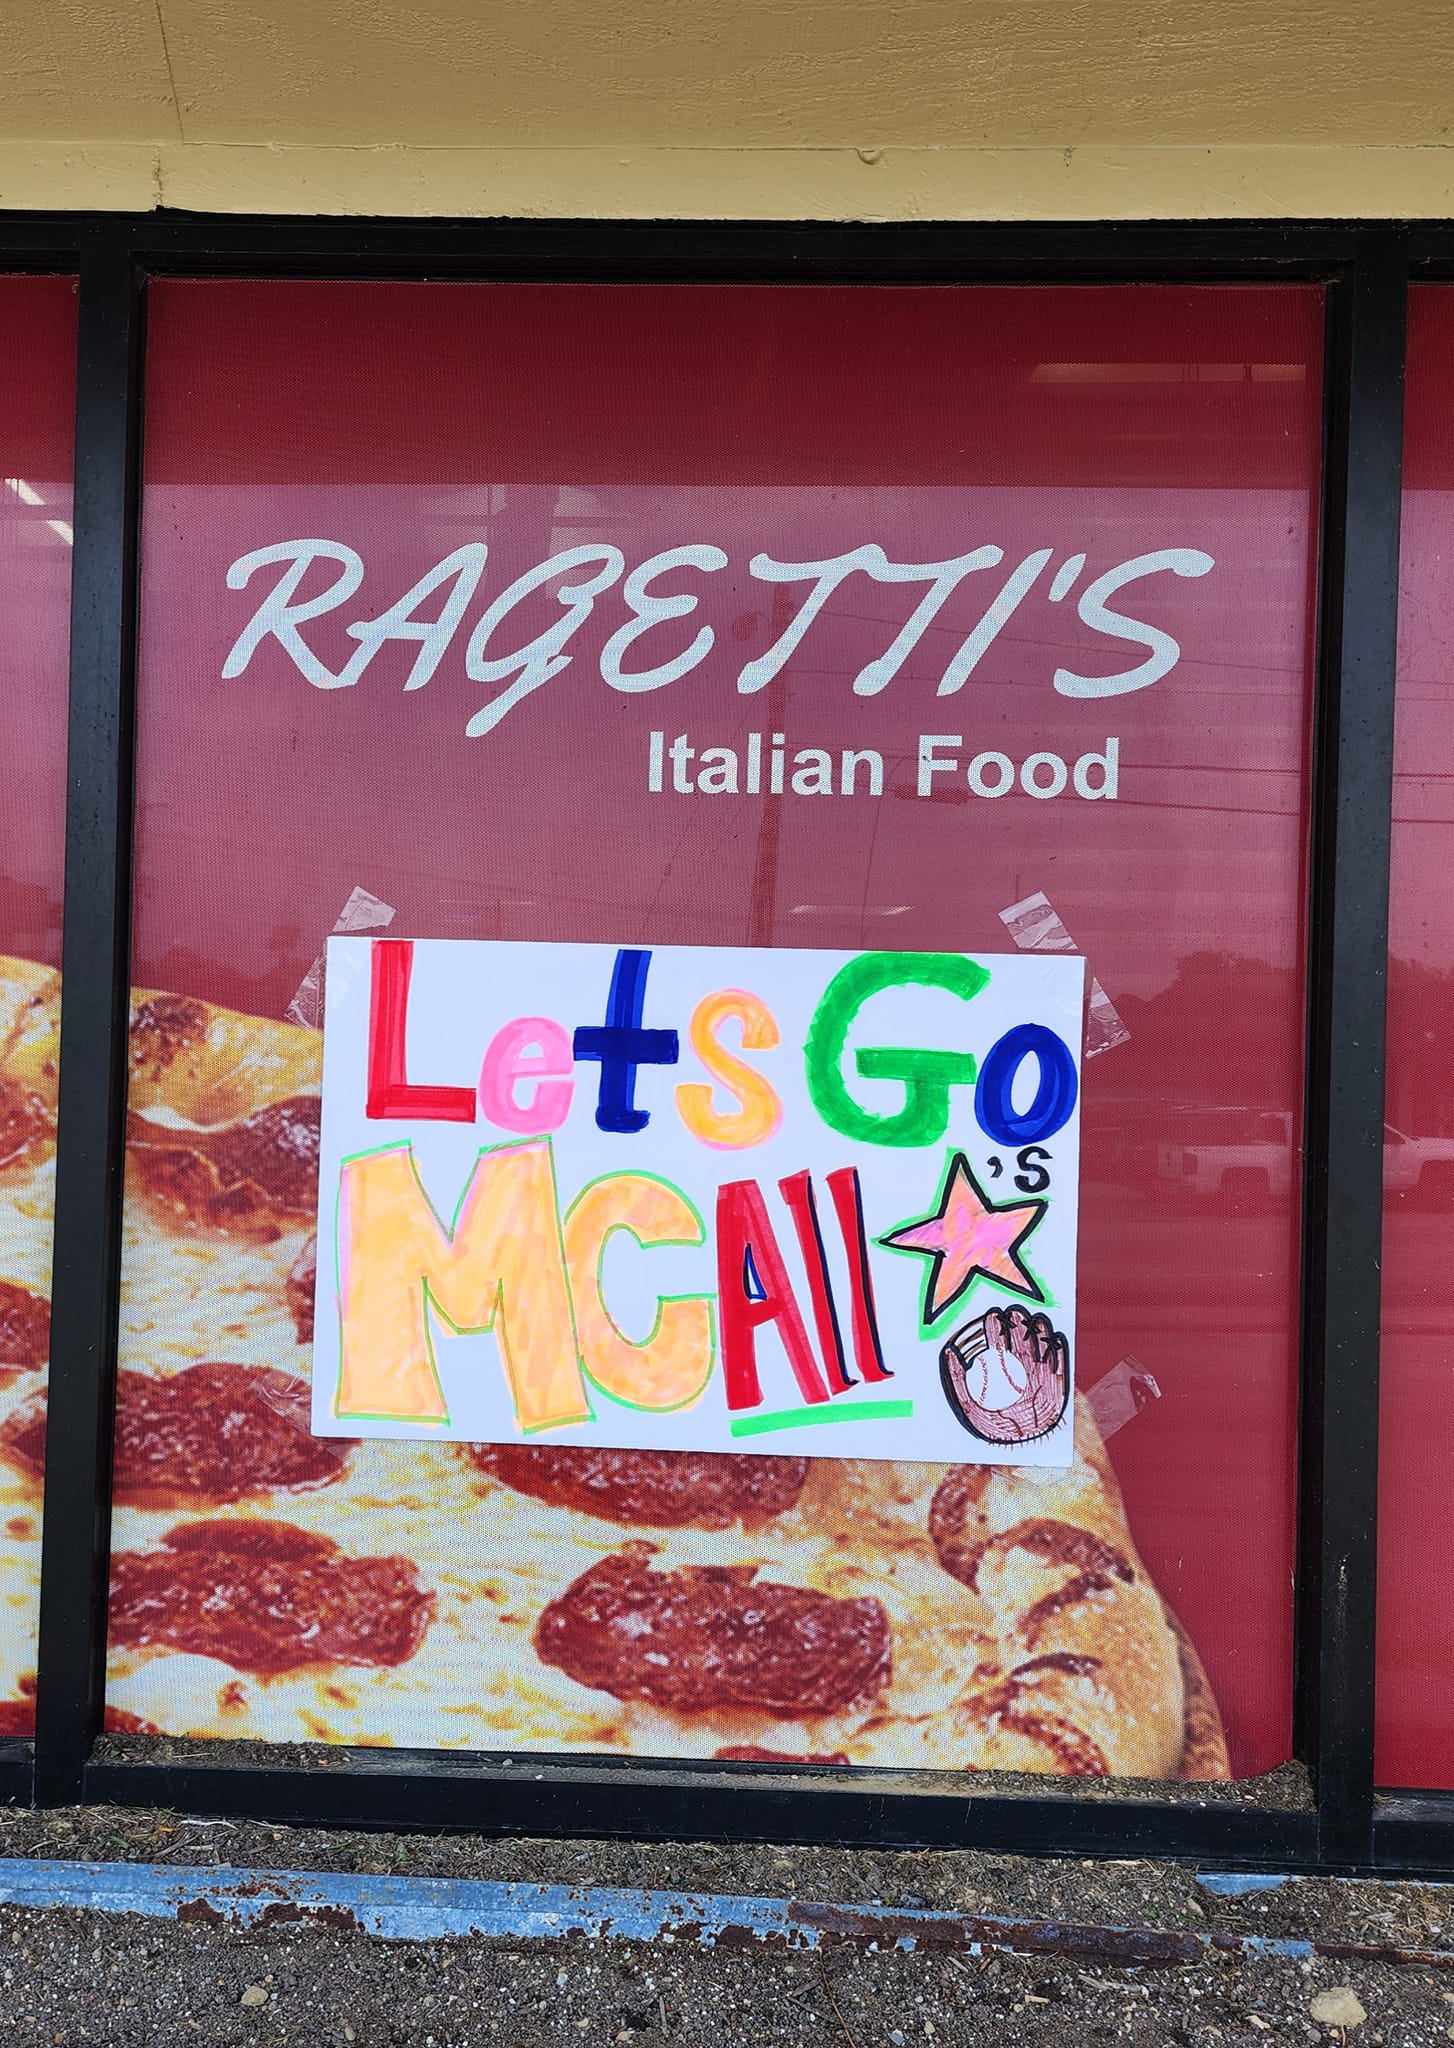 RAGETTI'S
Italian Food
Lets Go
MCAll 's